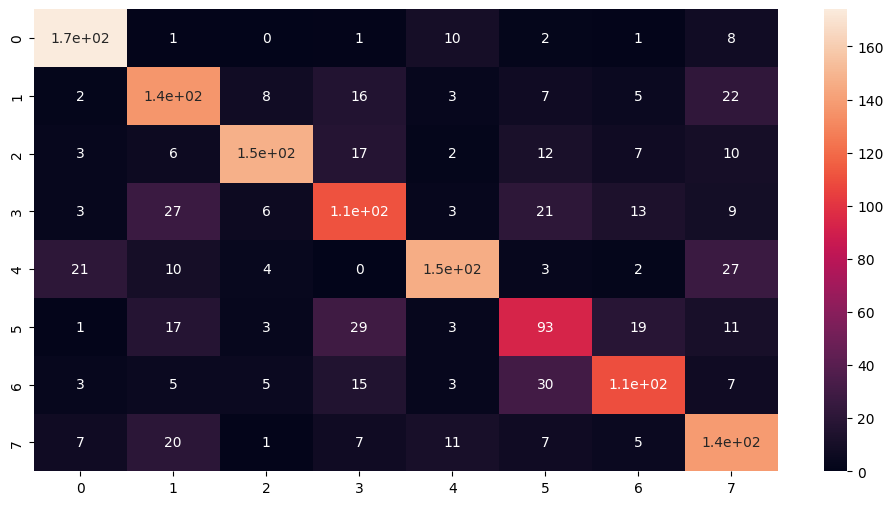 0 1.7e+02 1 0 1 10 2 1 8
1 2 1.4e+02 8 16 3 7 5 22
2 3 6 1.5e+02 17 2 12 7 10
3 3 27 6 1.1e+02 3 21 13 9
4 21 10 4 0 1.5e+02 3 2 27
5 1 17 3 29 3 93 19 11
6 3 5 5 15 3 30 1.1e+02 7
7 7 20 1 7 11 7 5 1.4e+02
0 1 2 3 4 5 6 7
160
140
120
100
80
60
40
20
0